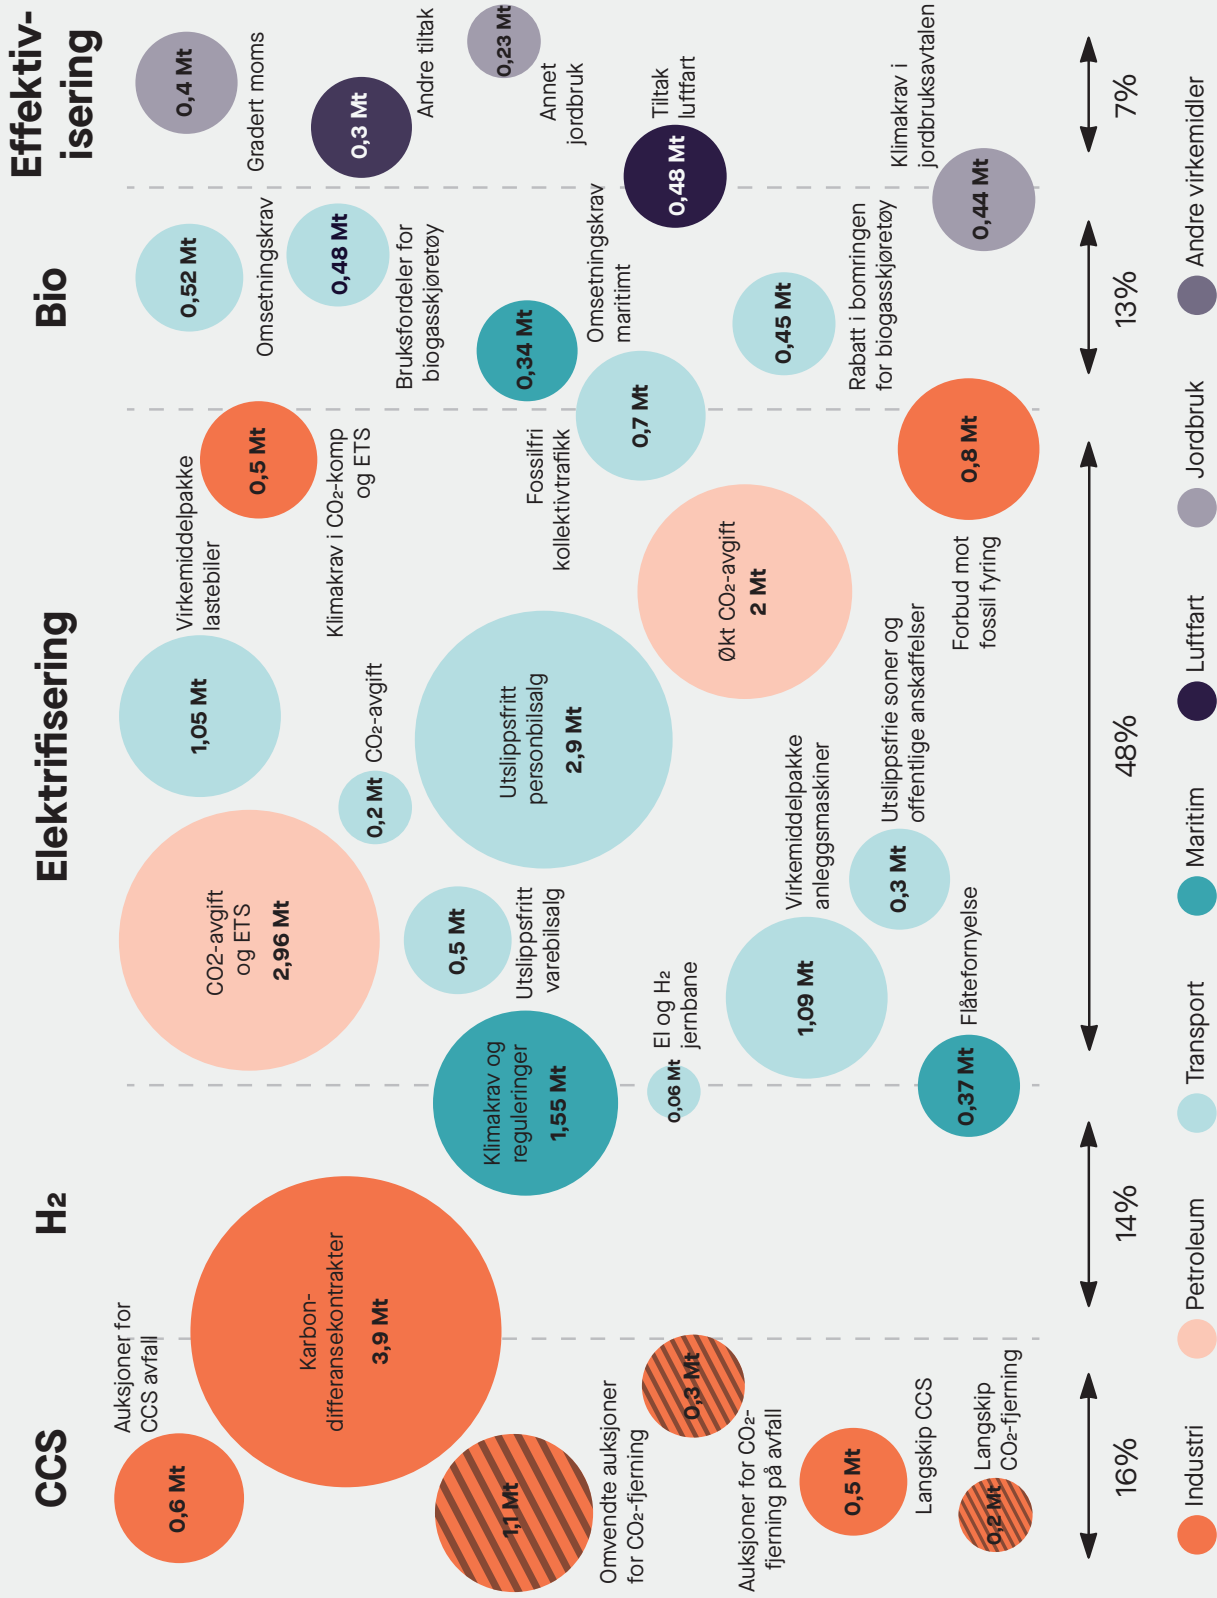 CCS
H₂
Elektrifisering
Bio
Effektiv-
isering
Auksjoner for
CCS avfall
0,6 Mt
Karbon-
differansekontrakter
3,9 Mt
1,1 Mt
Omvendte auksjoner
for CO₂-fjerning
0,3 Mt
Auksjoner for CO₂-
fjerning på avfall
0,5 Mt
Langskip CCS
0,2 Mt
Langskip
CO₂-fjerning
Klimakrav og
reguleringer
1,55 Mt
0,06 Mt
El og H₂
jernbane
0,37 Mt
Flåtefornyelse
CO2-avgift
og ETS
2,96 Mt
0,5 Mt
Utslippsfritt
varebilsalg
1,09 Mt
Virkemiddelpakke
anleggsmaskiner
0,3 Mt
Utslippsfrie soner og
offentlige anskaffelser
1,05 Mt
Virkemiddelpakke
lastebiler
0,2 Mt
CO₂-avgift
Utslippsfritt
personbilsalg
2,9 Mt
Økt CO₂-avgift
2 Mt
0,5 Mt
Klimakrav i CO₂-komp
og ETS
Fossilfri
kollektivtrafikk
0,7 Mt
Forbud mot
fossil fyring
0,8 Mt
0,52 Mt
Omsetningskrav
0,48 Mt
Bruksfordeler for
biogasskjøretøy
0,34 Mt
Omsetningskrav
maritimt
0,45 Mt
Rabatt i bomringen
for biogasskjøretøy
0,4 Mt
Gradert moms
0,3 Mt
Andre tiltak
0,23 Mt
Annet
jordbruk
0,48 Mt
Tiltak
luftfart
0,44 Mt
Klimakrav i
jordbruksavtalen
16%
14%
48%
13%
7%
Industri
Petroleum
Transport
Maritim
Luftfart
Jordbruk
Andre virkemidler